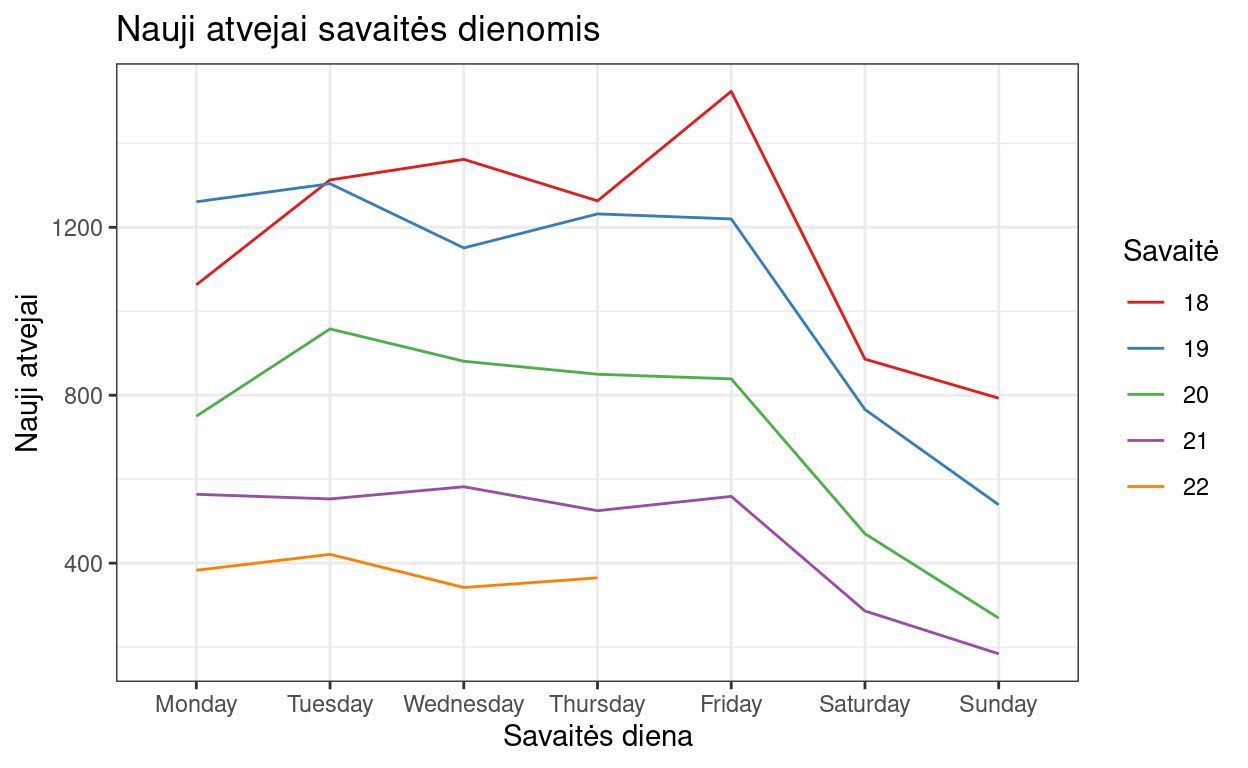 Nauji atvejai savaitės dienomis
Nauji atvejai
1200
800
400
Monday Tuesday Wednesday Thursday Friday Saturday Sunday
Savaitės diena
Savaitė
18
19
20
21
22